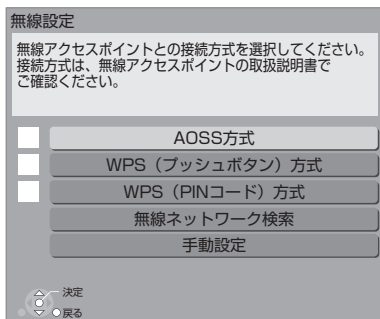 無線設定
無線アクセスポイントとの接続方式を選択してください。
接続方式は、無線アクセスポイントの取扱説明書で
ご確認ください。
AOSS方式
WPS（プッシュボタン）方式
WPS（PINコード）方式
無線ネットワーク検索
手動設定
決定
戻る